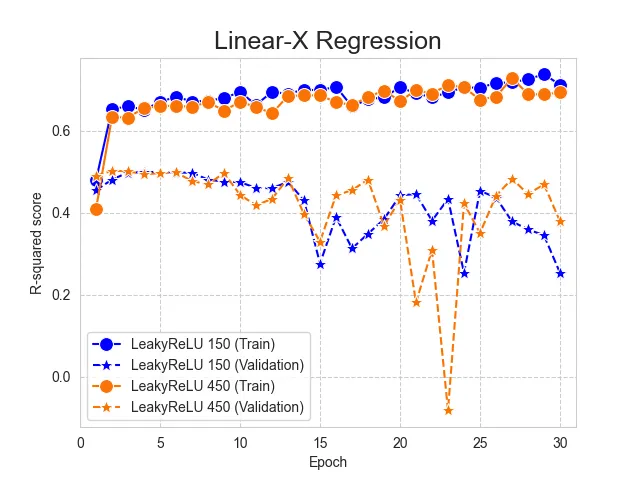 Linear-X Regression
R-squared score
0.6
0.4
0.2
0.0
LeakyReLU 150 (Train)
LeakyReLU 150 (Validation)
LeakyReLU 450 (Train)
LeakyReLU 450 (Validation)
0 5 10 15 20 25 30
Epoch